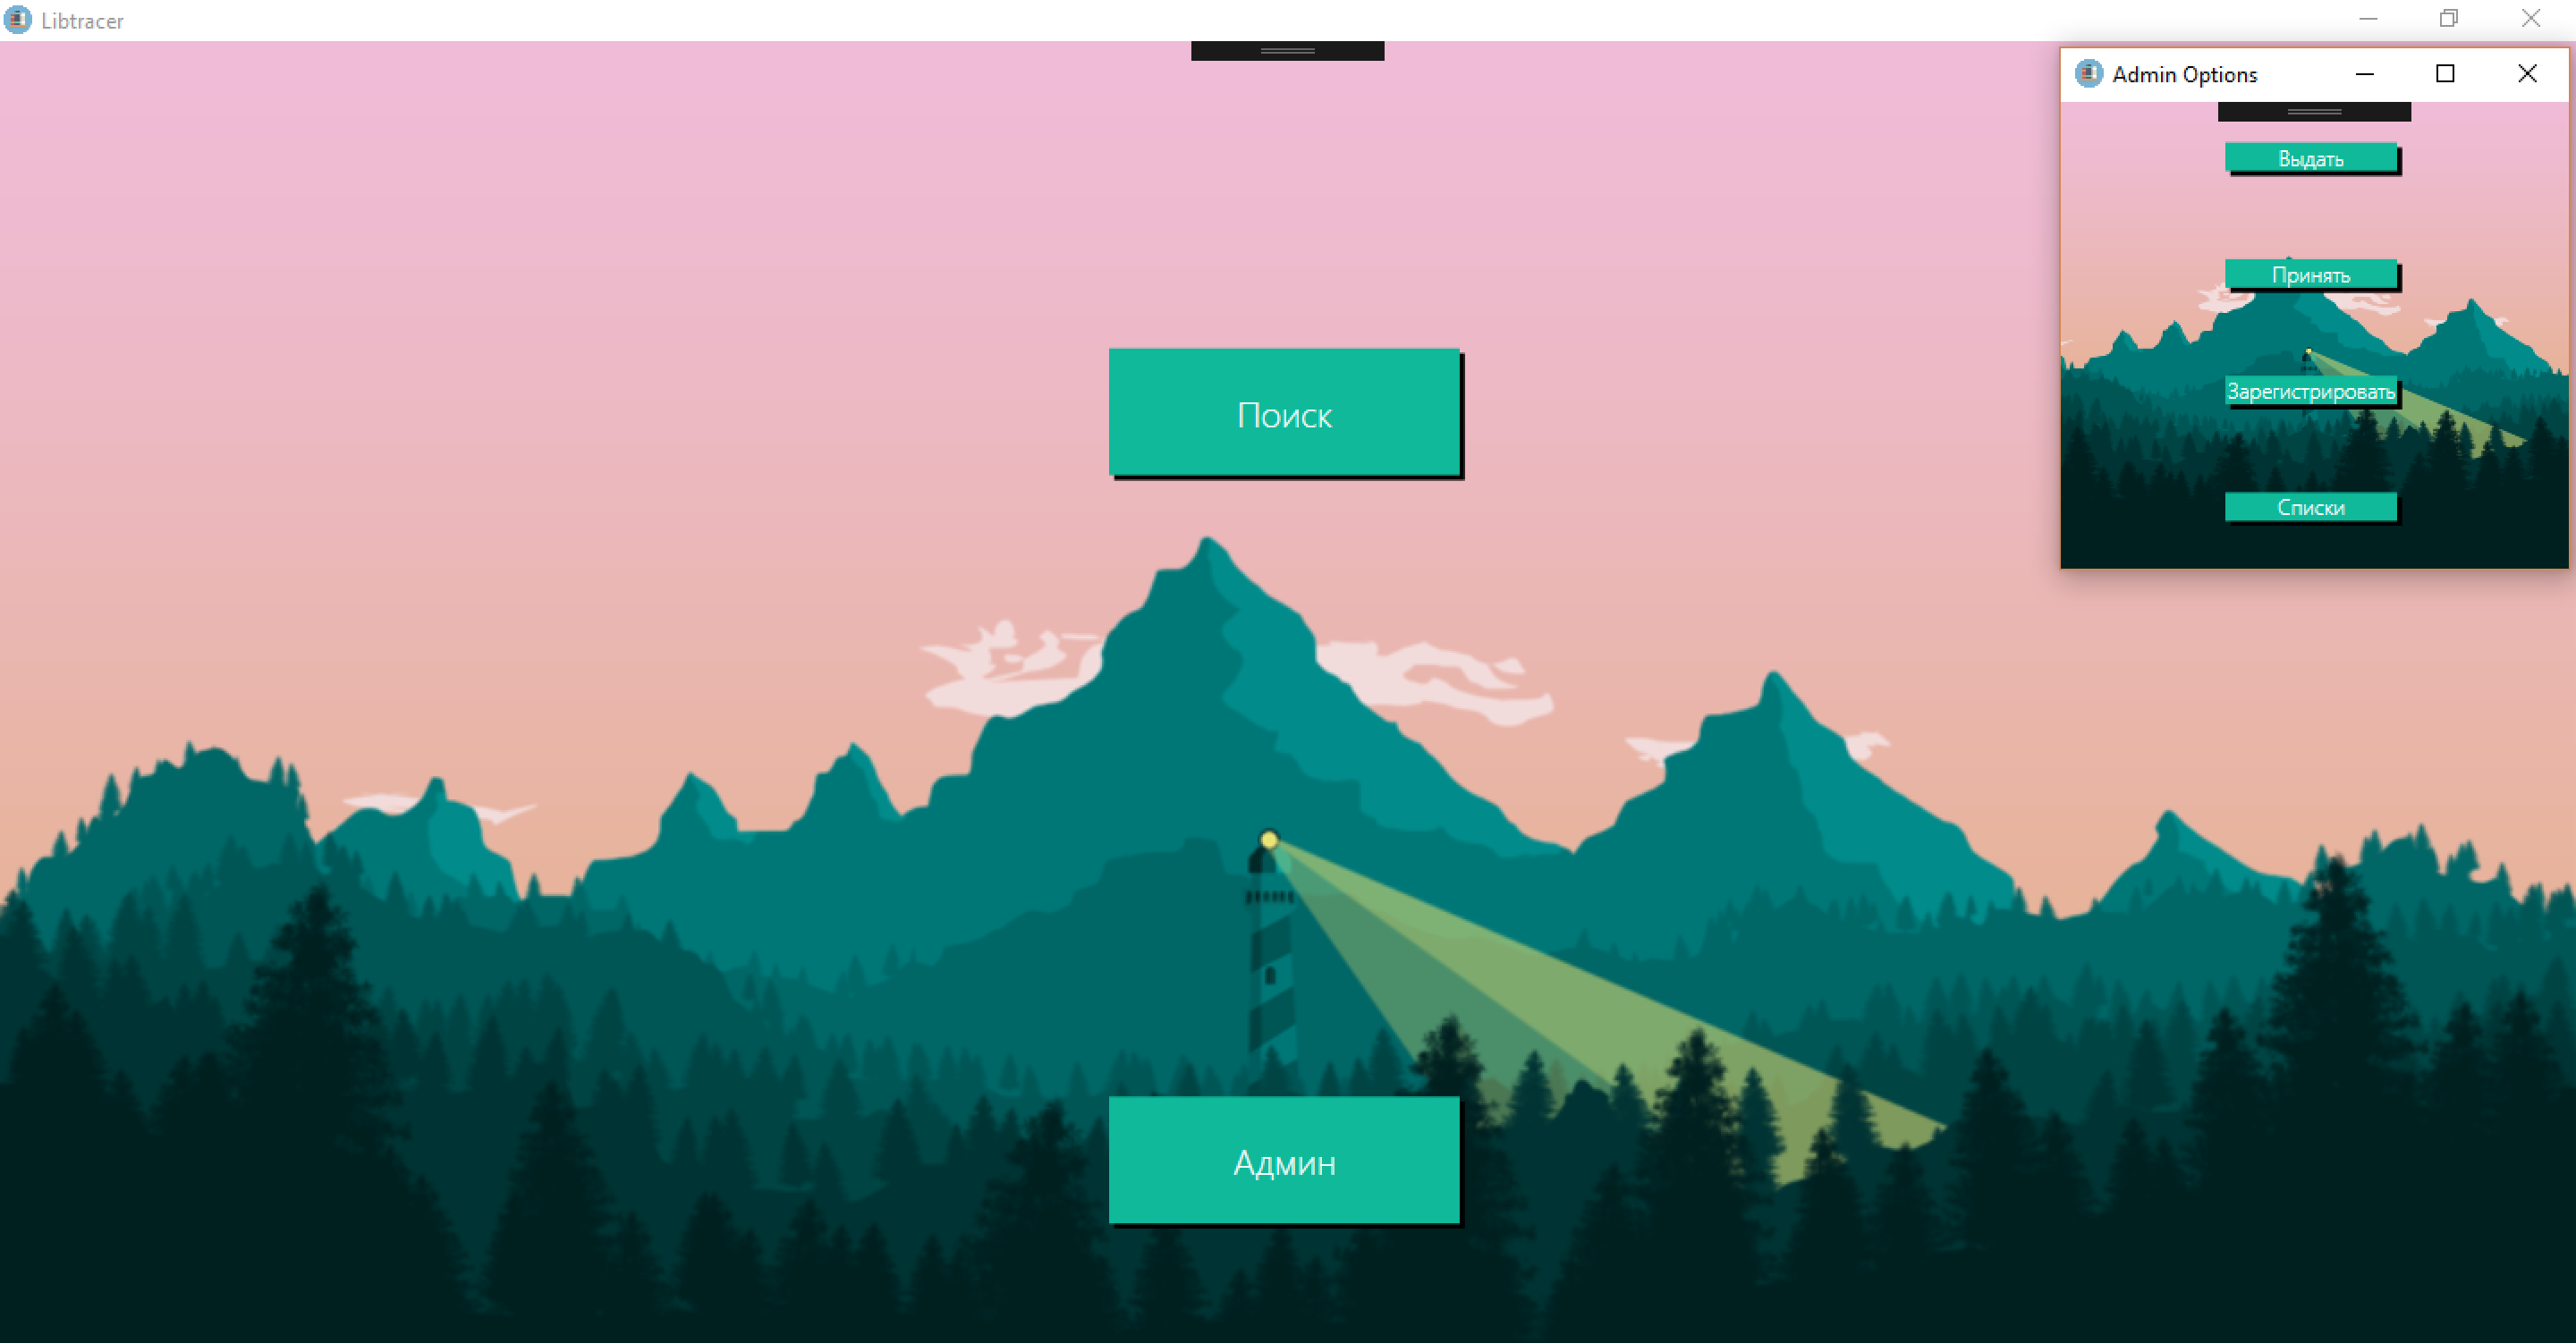 Libtracer
Admin Options
Выдать
Принять
Зарегистрировать
Списки
Поиск
Админ